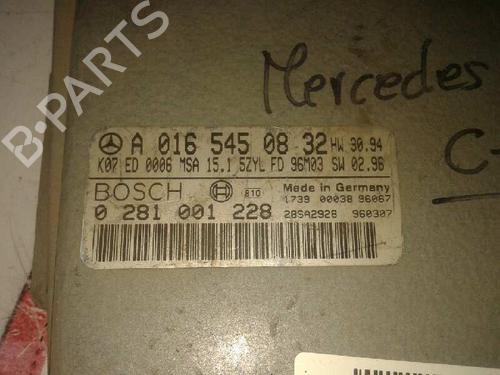 B-PARTS
Mercedes
C-
A 016 545 08 32 HW 30.94
K07 ED 0006 MSA 15.1 5ZYL FD 96M03 SW 02.96
BOSCH 810 Made in Germany
1739 00038 96067
0 281 001 228 28SA2928 960307